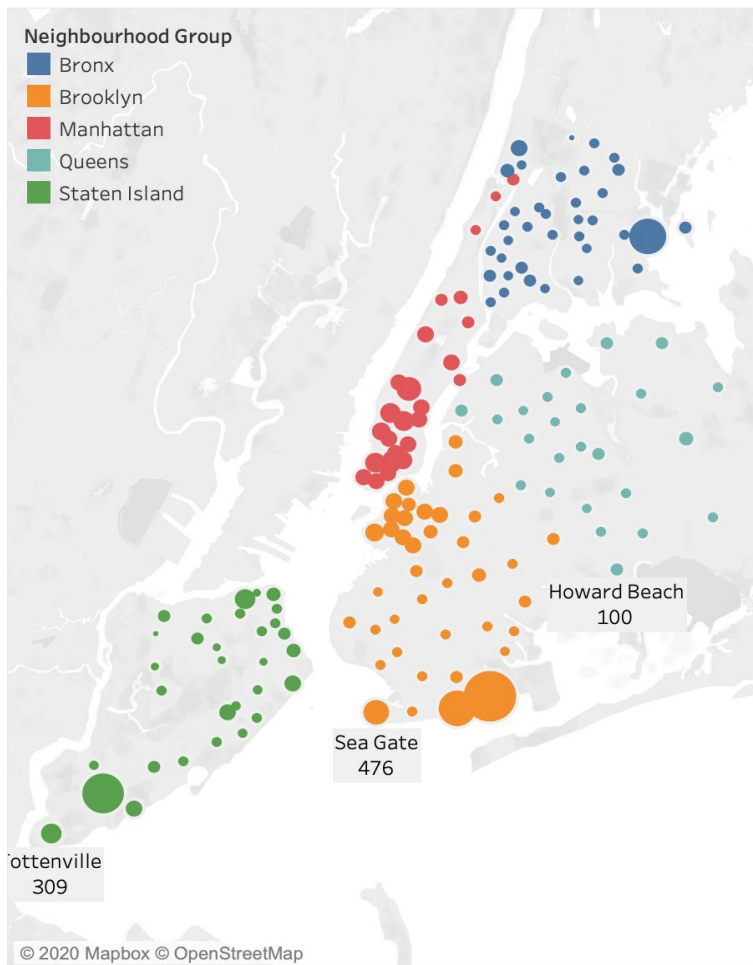 Neighbourhood Group
Bronx
Brooklyn
Manhattan
Queens
Staten Island
Howard Beach
100
Sea Gate
476
ottenville
309
© 2020 Mapbox © OpenStreetMap